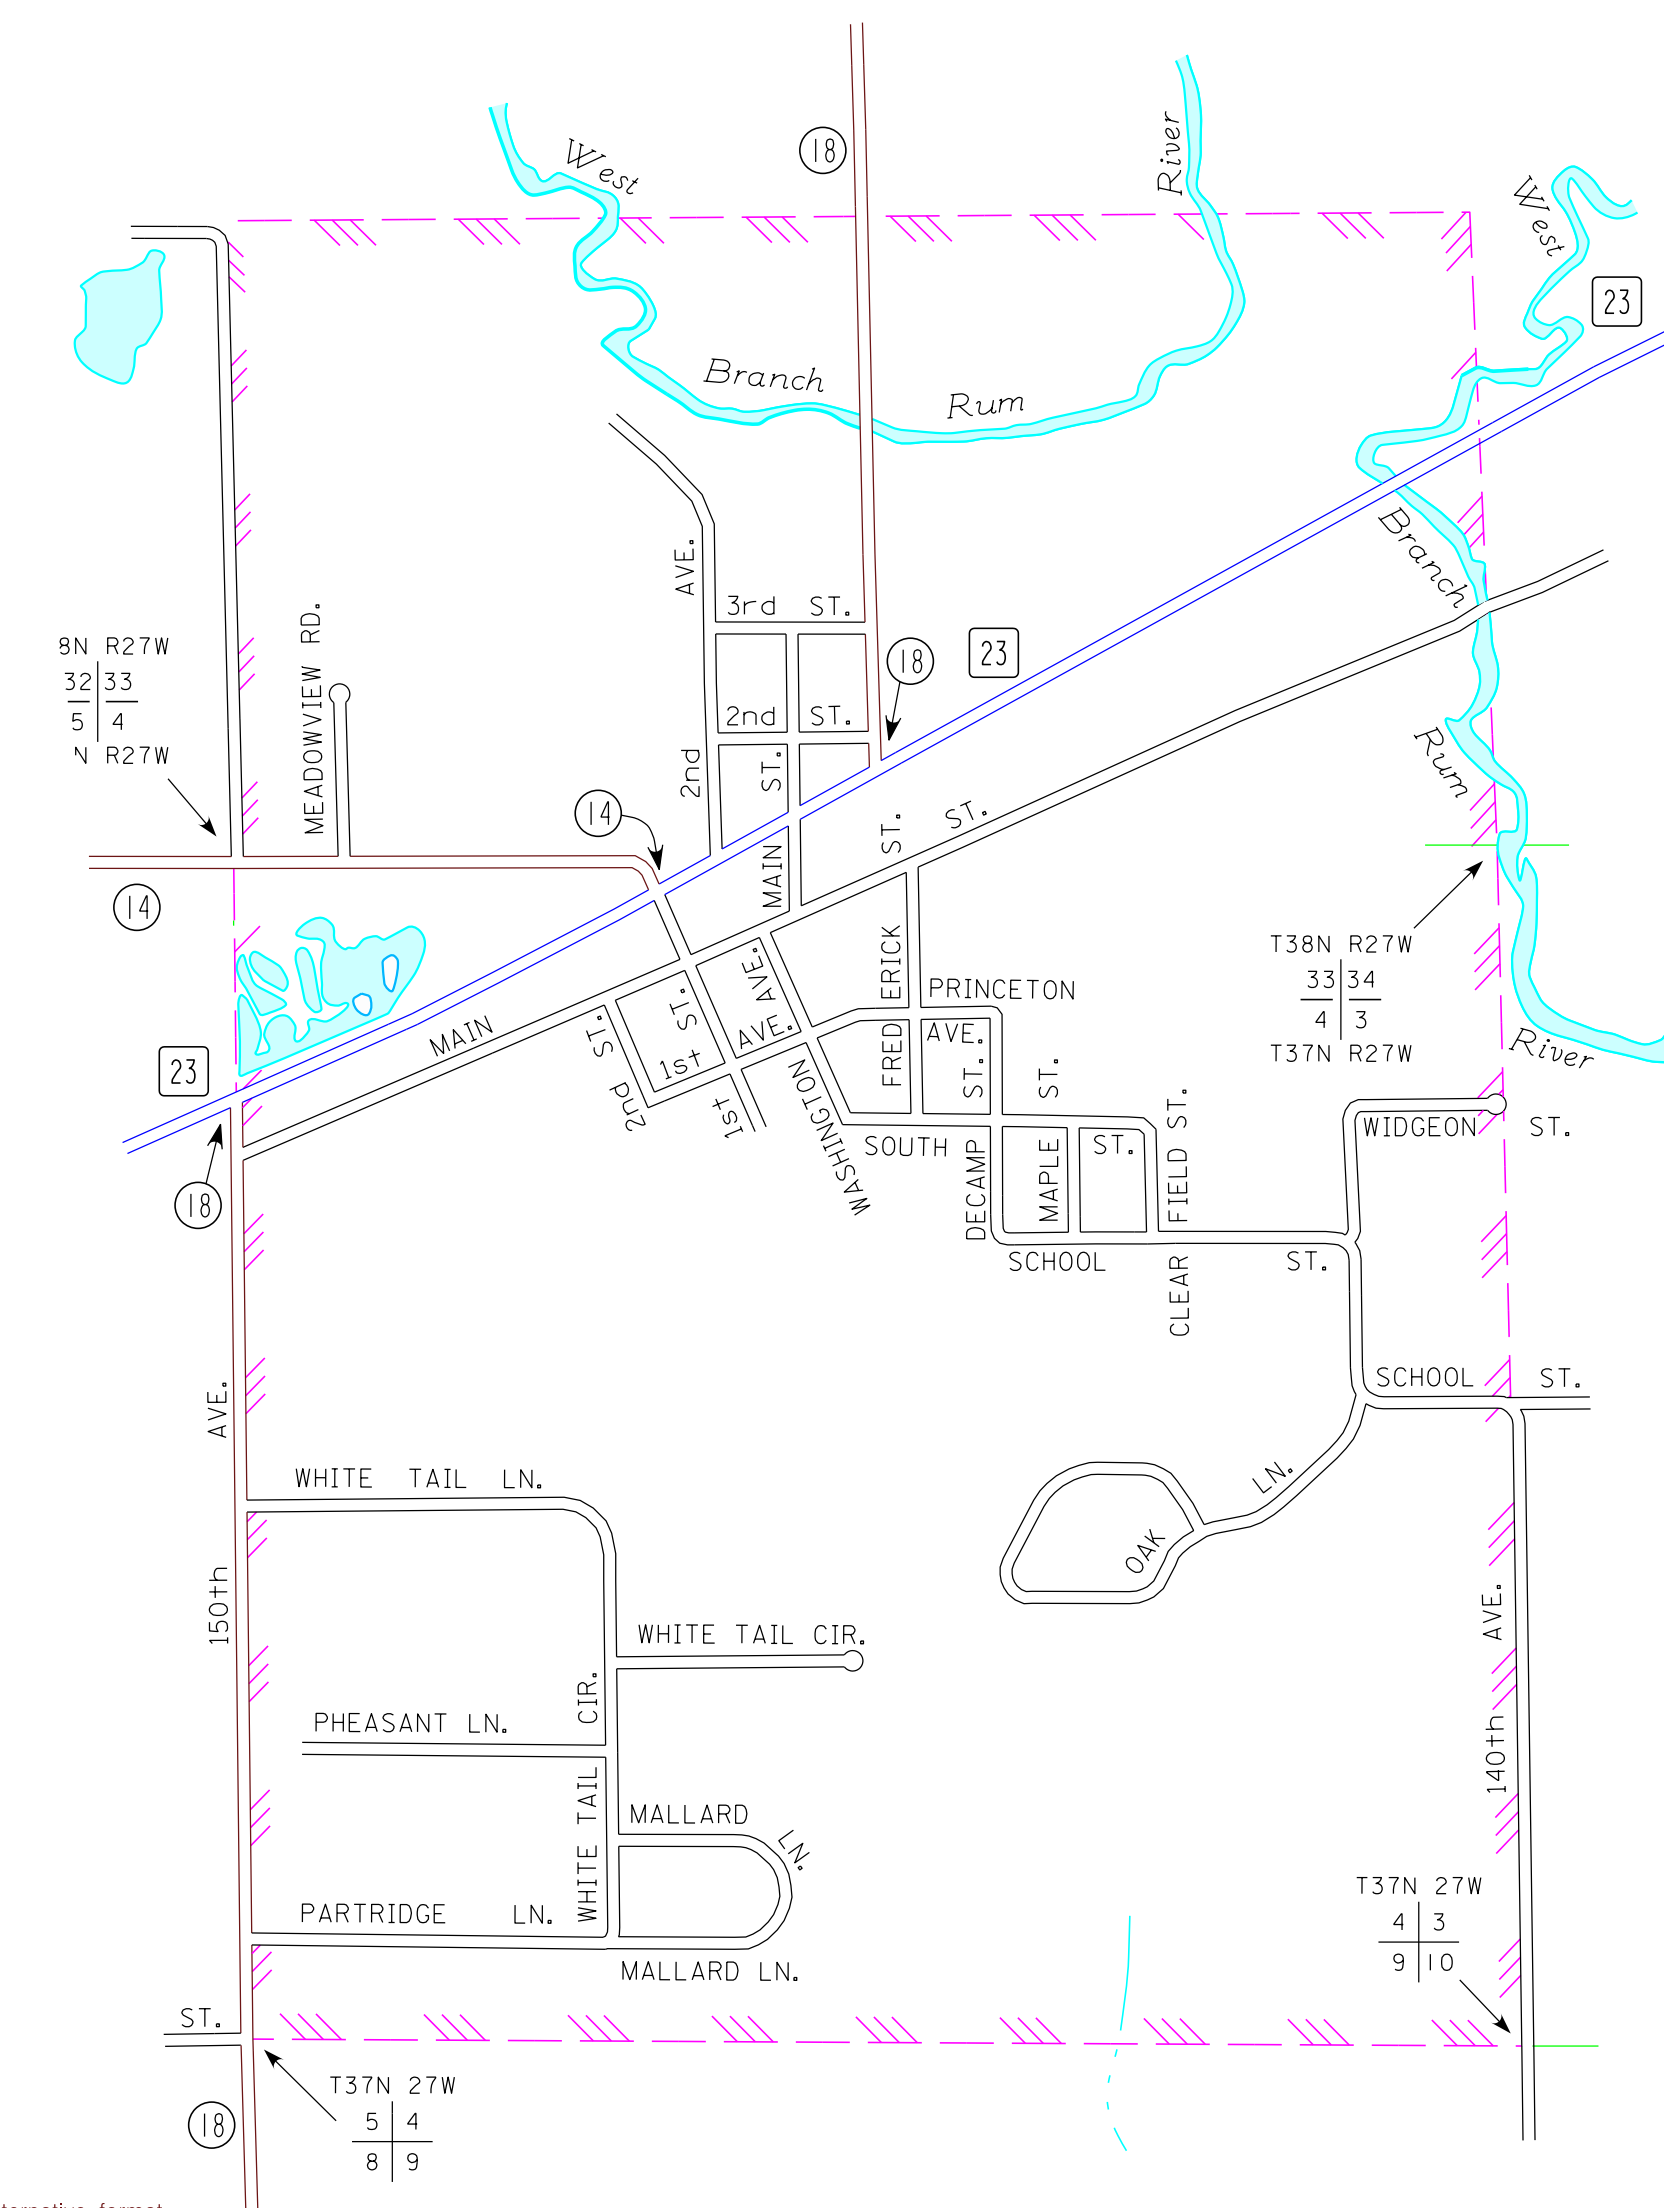 West
River
18
West
23
Branch
Rum
Branch
AVE.
3rd ST.
8N R27W
32 33
5 4
N R27W
MEADOWVIEW RD.
18
23
2nd ST.
2nd
ST.
Rum
14
MAIN
ST.
ST.
14
T38N R27W
33 34
4 3
T37N R27W
River
ERICK
FRED
PRINCETON
AVE.
AVE.
AVE.
WASHINGTON
ST.
1st
MAIN
ST.
2nd
1st
23
18
ST.
DECAMP
ST.
MAPLE
SOUTH ST.
FIELD ST.
CLEAR
WIDGEON ST.
SCHOOL ST.
SCHOOL ST.
AVE.
150th
WHITE TAIL LN.
LN.
OAK
AVE.
140th
WHITE TAIL CIR.
CIR.
WHITE TAIL
PHEASANT LN.
MALLARD
LN.
PARTRIDGE LN.
MALLARD LN.
T37N 27W
4 3
9 10
ST.
T37N 27W
5 4
8 9
18
format